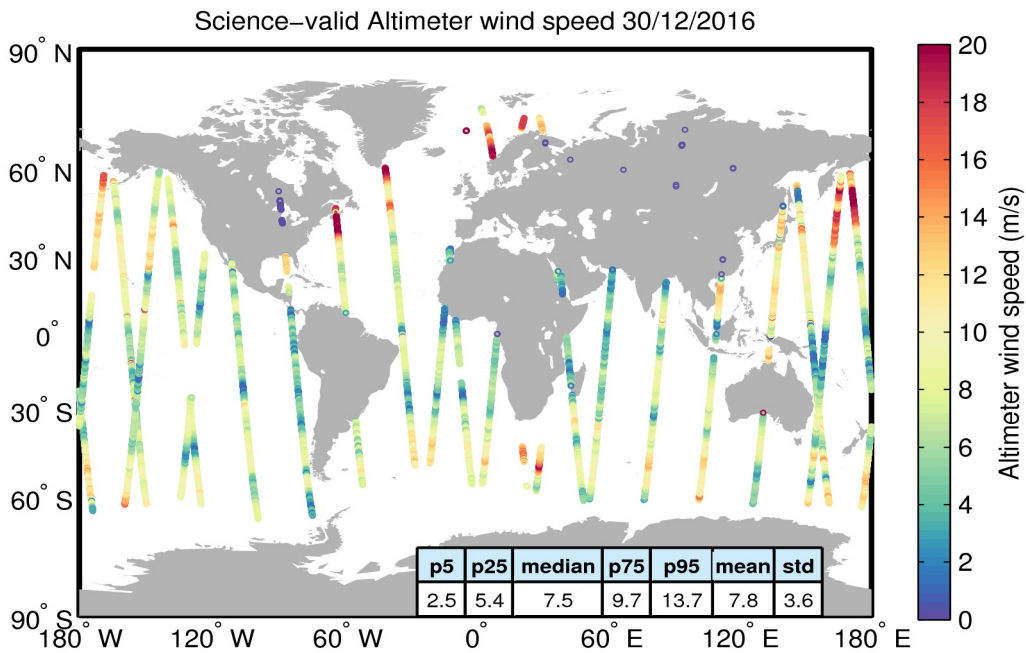 Science−valid Altimeter wind speed 30/12/2016
90° N
60° N
30° N
0°
30° S
60° S
90° S
180° W
120° W
60° W
0°
60° E
120° E
180° E
p5 p25 median p75 p95 mean std
2.5 5.4 7.5 9.7 13.7 7.8 3.6
20
18
16
14
12
10
8
6
4
2
0
Altimeter wind speed (m/s)